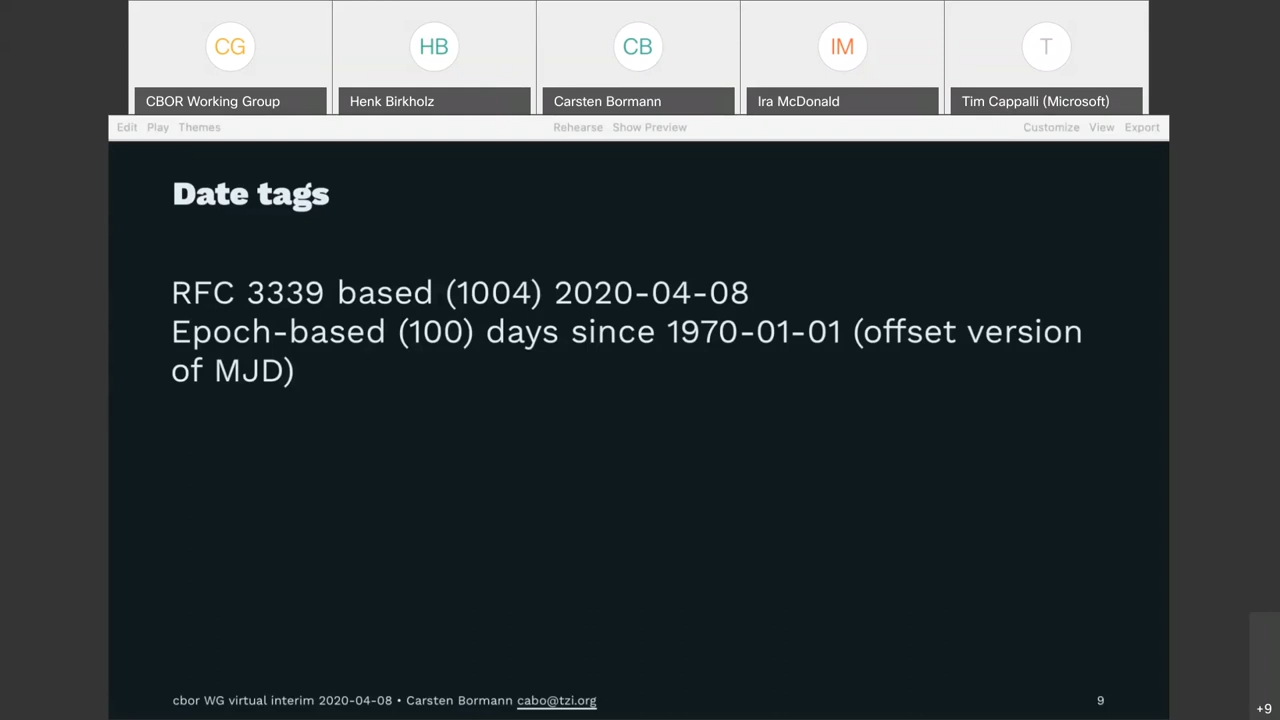 CG HB CB IM T
CBOR Working Group Henk Birkholz Carsten Bormann Ira McDonald Tim Cappalli (Microsoft)
Edit Play Themes Rehearse Show Preview Customize View Export
Date tags
RFC 3339 based (1004) 2020-04-08
Epoch-based (100) days since 1970-01-01 (offset version
of MJD)
cbor WG virtual interim 2020-04-08 • Carsten Bormann cabo@tzi.org 9
+9